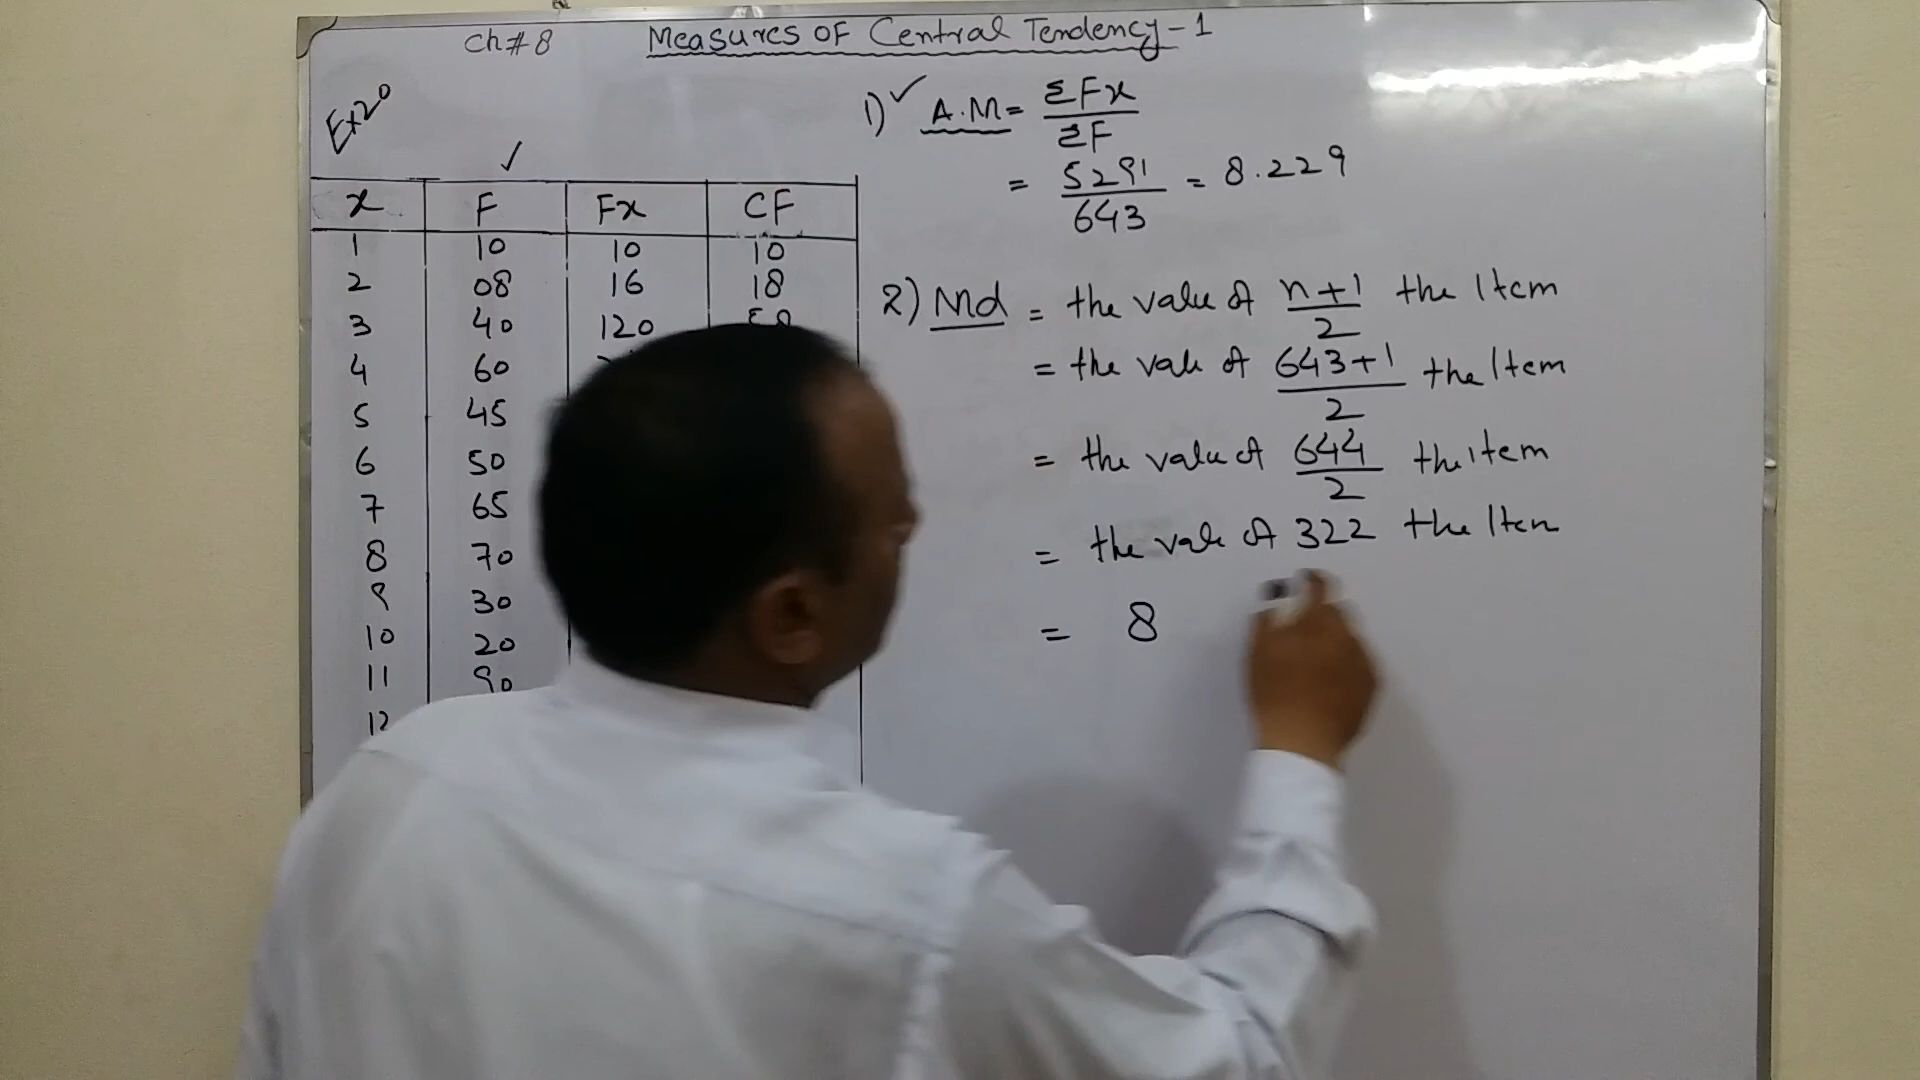 Ch# 8 Measures OF Central Tendency-1
Ex20
x F Fx CF
1 10 10 10
2 08 16 18
3 40 120
4 60
5 45
6 50
7 65
8 70
9 30
10 20
11 90
12
1) A.M = ΣFx / ΣF
= 5291 / 643 = 8.229
2) Md = the value of n+1 / 2 the Item
= the vale of 643+1 / 2 the Item
= the value of 644 / 2 the Item
= the vale of 322 the Iten
= 8